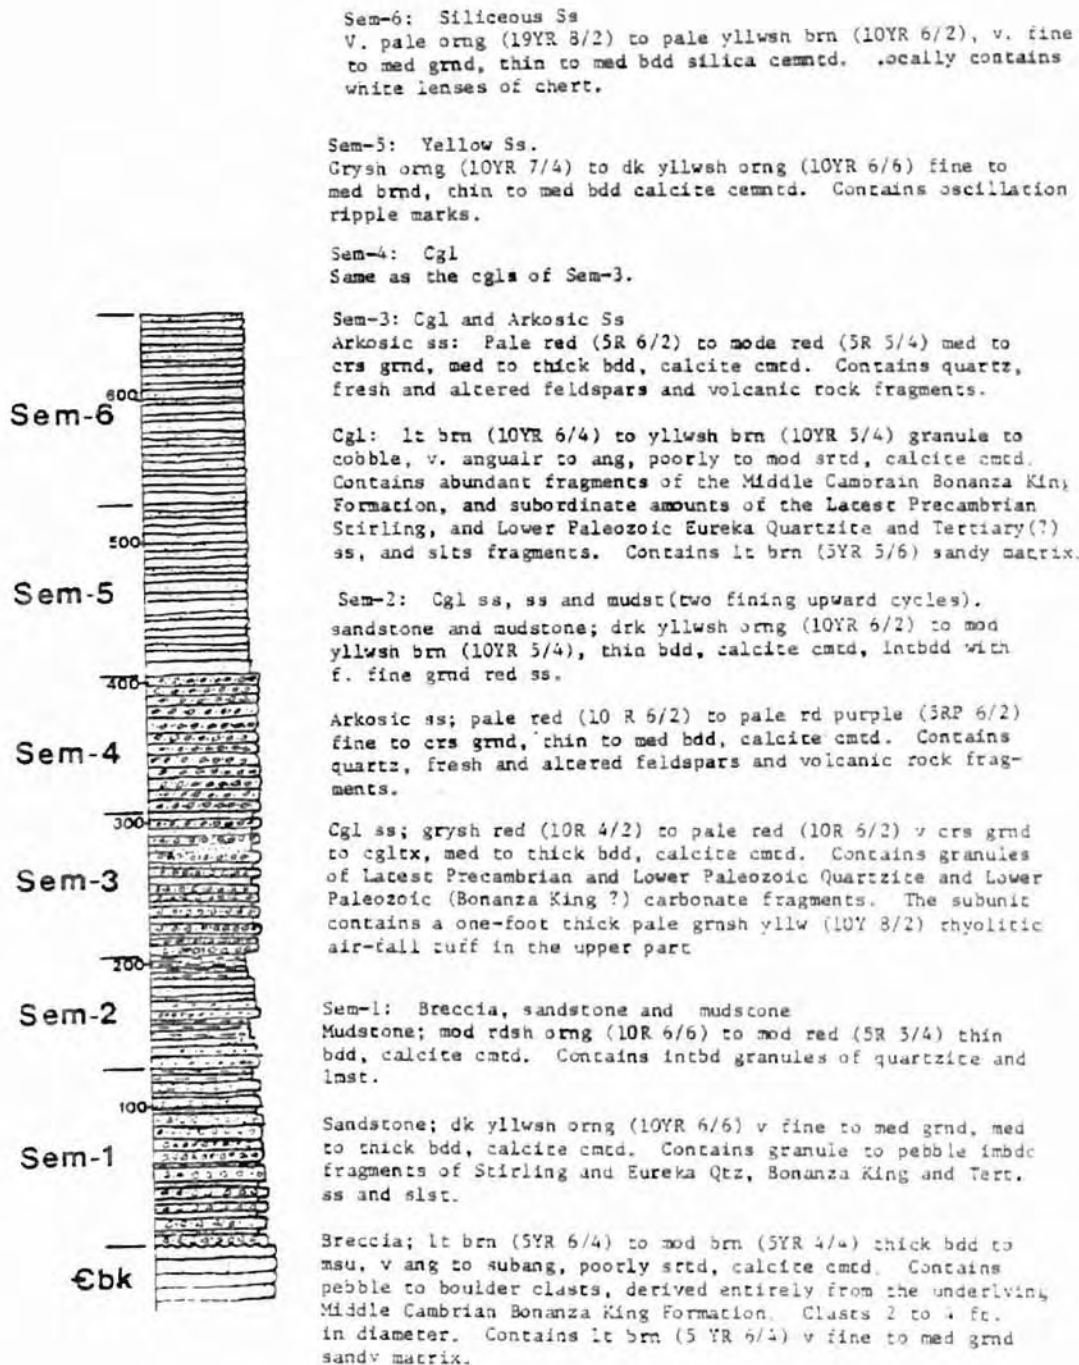 Sem-6: Siliceous Ss
V. pale orng (19YR 8/2) to pale yllwsn brn (10YR 6/2), v. fine
to med grnd, thin to med bdd silica cemntd. .ocally contains
white lenses of chert.
Sem-5: Yellow Ss.
Grysh orng (10YR 7/4) to dk yllwsh orng (10YR 6/6) fine to
med brnd, thin to med bdd calcite cemntd. Contains oscillation
ripple marks.
Sem-4: Cgl
Same as the cgls of Sem-3.
Sem-3: Cgl and Arkosic Ss
Arkosic ss: Pale red (5R 6/2) to mode red (5R 5/4) med to
crs grnd, med to thick bdd, calcite cmtd. Contains quartz,
fresh and altered feldspars and volcanic rock fragments.
Cgl: lt brn (10YR 6/4) to yllwsh brn (10YR 5/4) granule to
cobble, v. anguair to ang, poorly to mod srtd, calcite cmtd.
Contains abundant fragments of the Middle Cambrain Bonanza King
Formation, and subordinate amounts of the Latest Precambrian
Stirling, and Lower Paleozoic Eureka Quartzite and Tertiary(?)
ss, and slts fragments. Contains lt brn (5YR 5/6) sandy matrix.
Sem-2: Cgl ss, ss and mudst(two fining upward cycles).
sandstone and mudstone; drk yllwsh orng (10YR 6/2) to mod
yllwsh brn (10YR 5/4), thin bdd, calcite cmtd, intbdd with
f. fine grnd red ss.
Arkosic ss; pale red (10 R 6/2) to pale rd purple (5RP 6/2)
fine to crs grnd, thin to med bdd, calcite cmtd. Contains
quartz, fresh and altered feldspars and volcanic rock frag-
ments.
Cgl ss; grysh red (10R 4/2) to pale red (10R 6/2) v crs grnd
to cgltx, med to thick bdd, calcite cmtd. Contains granules
of Latest Precambrian and Lower Paleozoic Quartzite and Lower
Paleozoic (Bonanza King ?) carbonate fragments. The subunit
contains a one-foot thick pale grnsh yllw (10Y 8/2) rhyolitic
air-fall tuff in the upper part
Sem-1: Breccia, sandstone and mudstone
Mudstone; mod rdsh orng (10R 6/6) to mod red (5R 5/4) thin
bdd, calcite cmtd. Contains intbd granules of quartzite and
lmst.
Sandstone; dk yllwsh orng (10YR 6/6) v fine to med grnd, med
to thick bdd, calcite cmtd. Contains granule to pebble imbdd
fragments of Stirling and Eureka Qtz, Bonanza King and Tert.
ss and slst.
Breccia; lt brn (5YR 6/4) to mod brn (5YR 4/4) thick bdd to
msu, v ang to subang, poorly srtd, calcite cmtd. Contains
pebble to boulder clasts, derived entirely from the underlying
Middle Cambrian Bonanza King Formation. Clasts 2 to 4 ft.
in diameter. Contains lt brn (5 YR 6/4) v fine to med grnd
sandy matrix.
600
Sem-6
500
Sem-5
400
Sem-4
300
Sem-3
200
Sem-2
100
Sem-1
Єbk